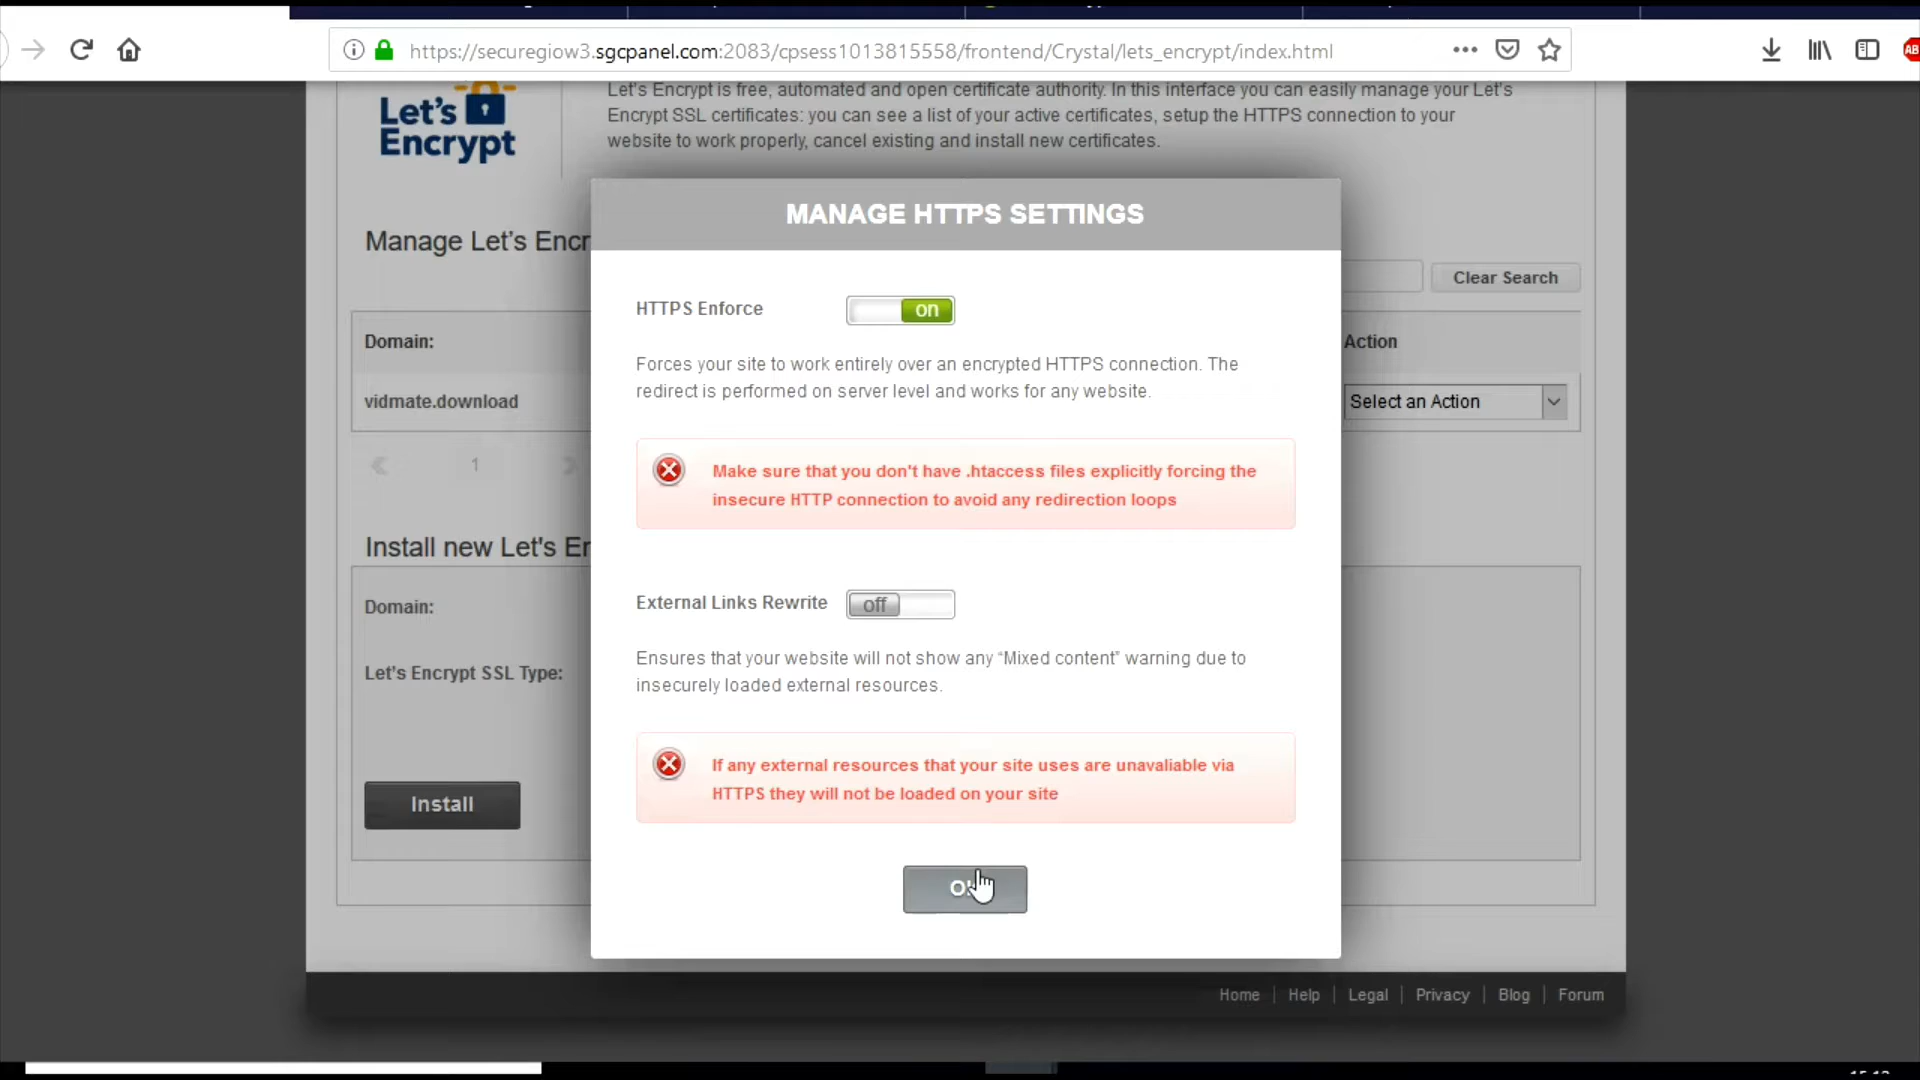 https://securegiow3.sgcpanel.com:2083/cpsess1013815558/frontend/Crystal/lets_encrypt/index.html
Let's Encrypt
Let's Encrypt is free, automated and open certificate authority. In this interface you can easily manage your Let's
Encrypt SSL certificates: you can see a list of your active certificates, setup the HTTPS connection to your
website to work properly, cancel existing and install new certificates.
MANAGE HTTPS SETTINGS
Manage Let's Encr
Clear Search
HTTPS Enforce
on
Domain:
Action
Forces your site to work entirely over an encrypted HTTPS connection. The
redirect is performed on server level and works for any website.
vidmate.download
Select an Action
1
Make sure that you don't have .htaccess files explicitly forcing the
insecure HTTP connection to avoid any redirection loops
Install new Let's Er
Domain:
External Links Rewrite
off
Let's Encrypt SSL Type:
Ensures that your website will not show any “Mixed content” warning due to
insecurely loaded external resources.
If any external resources that your site uses are unavaliable via
HTTPS they will not be loaded on your site
Install
Home | Help | Legal | Privacy | Blog | Forum